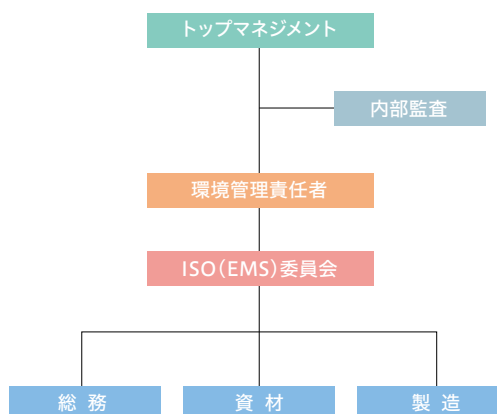 トップマネジメント
内部監査
環境管理責任者
ISO(EMS)委員会
総 務
資 材
製 造